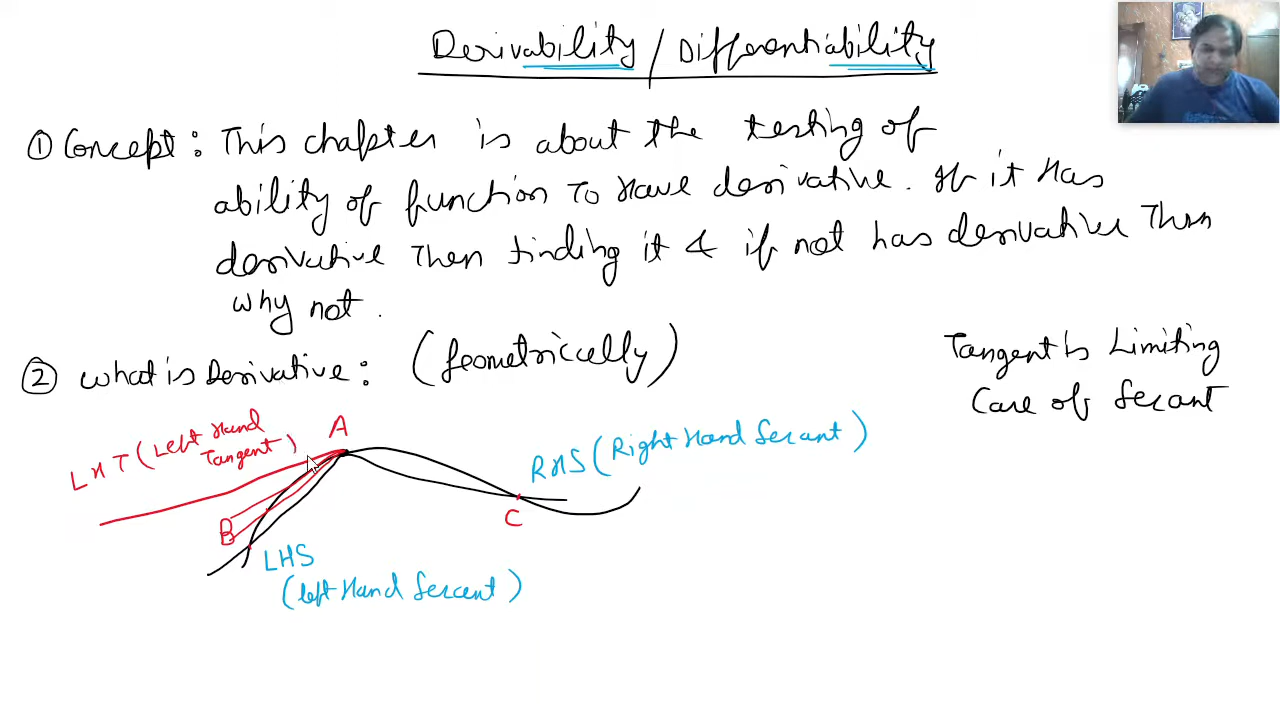 Derivability / Differentiability
① Concept : This chapter is about the testing of
ability of function To Have derivative. If it Has
derivative Then finding it & if not has derivative Then
why not.
② What is Derivative : (Geometrically)
Tangent is Limiting
Case of Secant
LHT (Left Hand
Tangent)
A
RHS (Right Hand Secant)
B
C
LHS
(left Hand Secant)